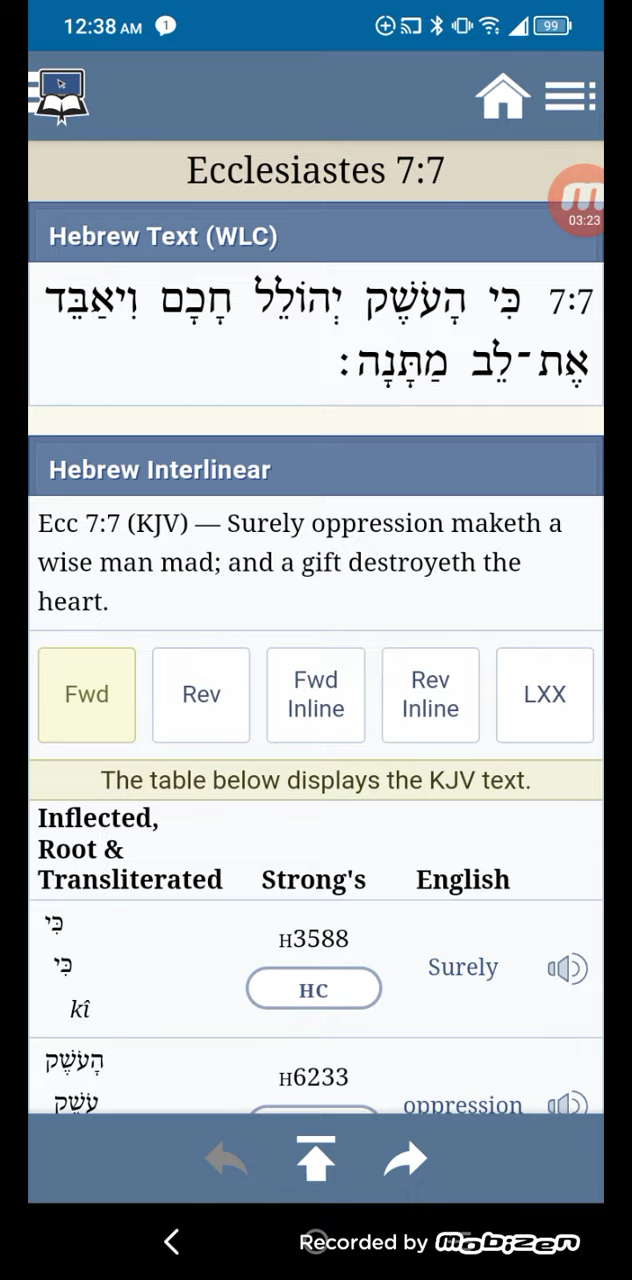 12:38 AM 1 99
Ecclesiastes 7:7
03:23
Hebrew Text (WLC)
7:7 כִּי הָעֹשֶׁק יְהוֹלֵל חָכָם וִיאַבֵּד
אֶת־לֵב מַתָּנָה׃
Hebrew Interlinear
Ecc 7:7 (KJV) — Surely oppression maketh a
wise man mad; and a gift destroyeth the
heart.
Fwd Rev Fwd Inline Rev Inline LXX
The table below displays the KJV text.
Inflected,
Root &
Transliterated Strong's English
כִּי
כִּי
kî
H3588
HC
Surely
הָעֹשֶׁק
עֹשֶׁק
H6233
oppression
Recorded by Mobizen